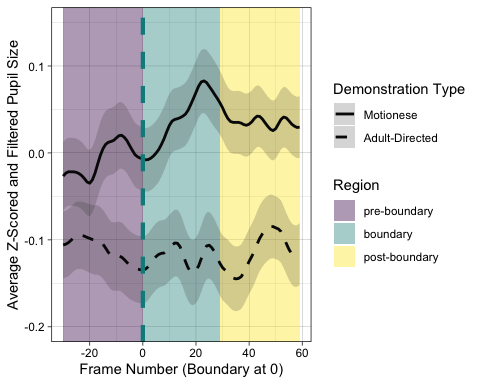 Average Z-Scored and Filtered Pupil Size
0.1
0.0
-0.1
-0.2
-20
0
20
40
60
Frame Number (Boundary at 0)
Demonstration Type
Motionese
Adult-Directed
Region
pre-boundary
boundary
post-boundary